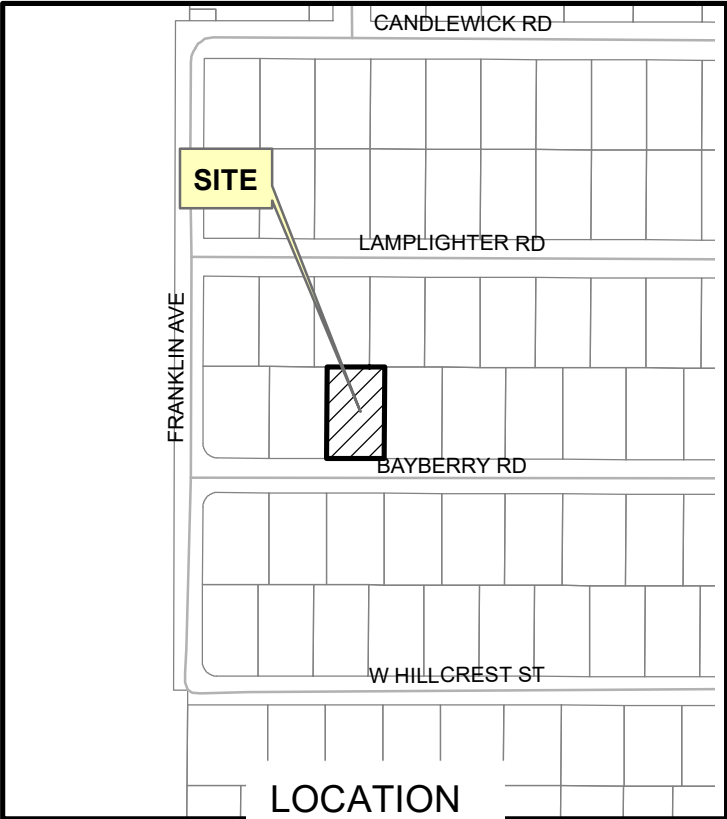 CANDLEWICK RD
SITE
LAMPLIGHTER RD
FRANKLIN AVE
BAYBERRY RD
W HILLCREST ST
LOCATION